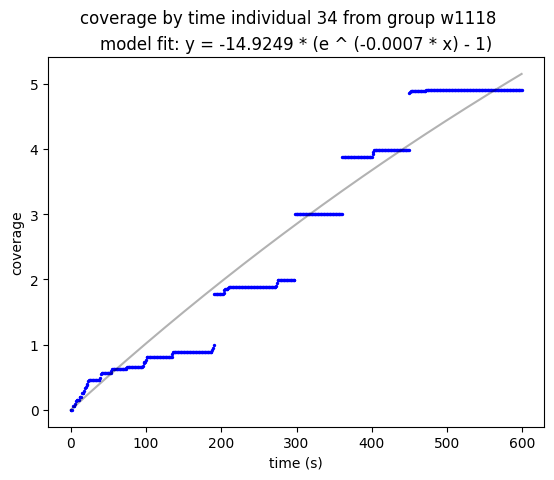 coverage by time individual 34 from group w1118
model fit: y = -14.9249 * (e ^ (-0.0007 * x) - 1)
5
4
3
2
1
0
coverage
0 100 200 300 400 500 600
time (s)